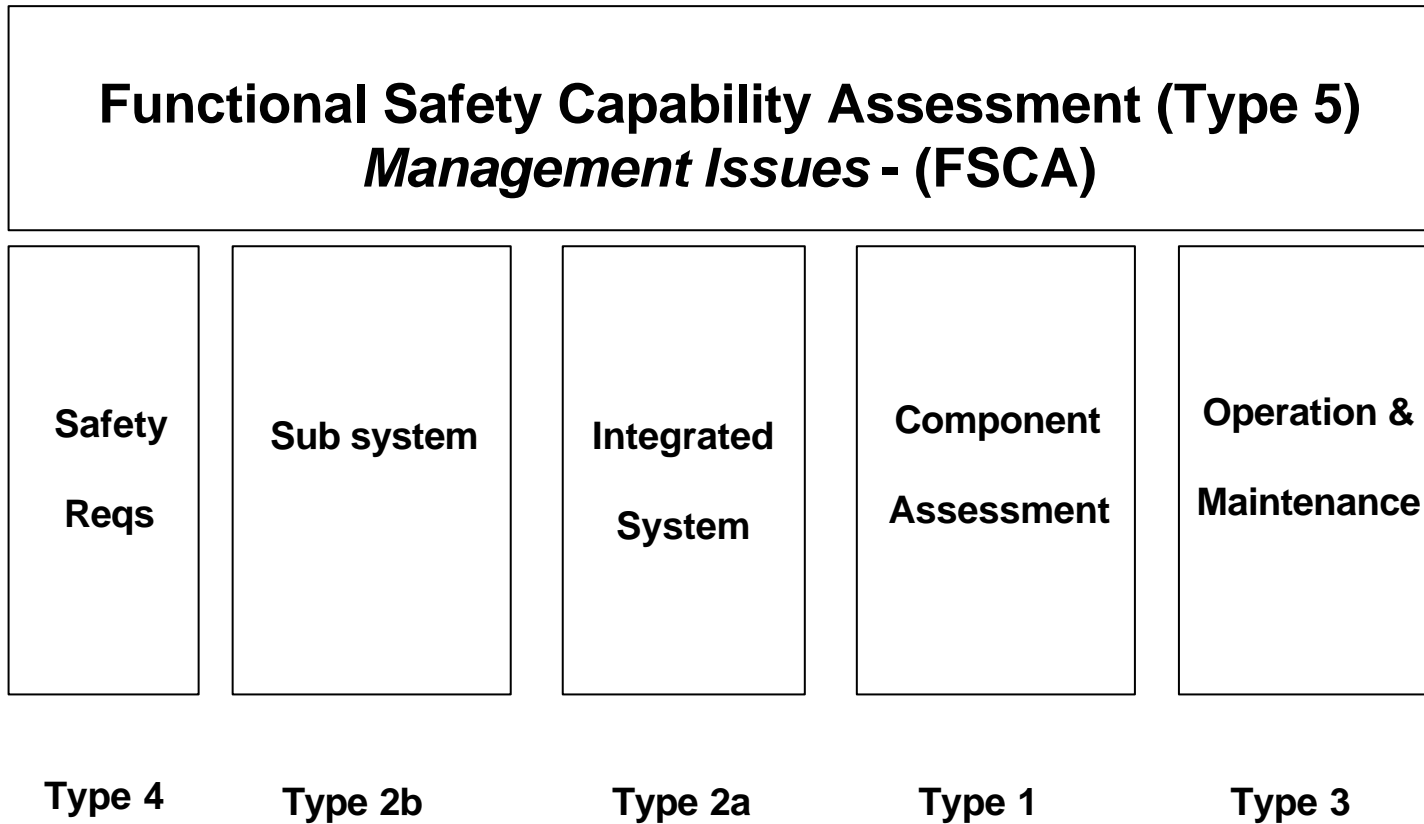 Functional Safety Capability Assessment (Type 5)
Management Issues - (FSCA)
Safety
Reqs
Sub system
Integrated
System
Component
Assessment
Operation &
Maintenance
Type 4
Type 2b
Type 2a
Type 1
Type 3